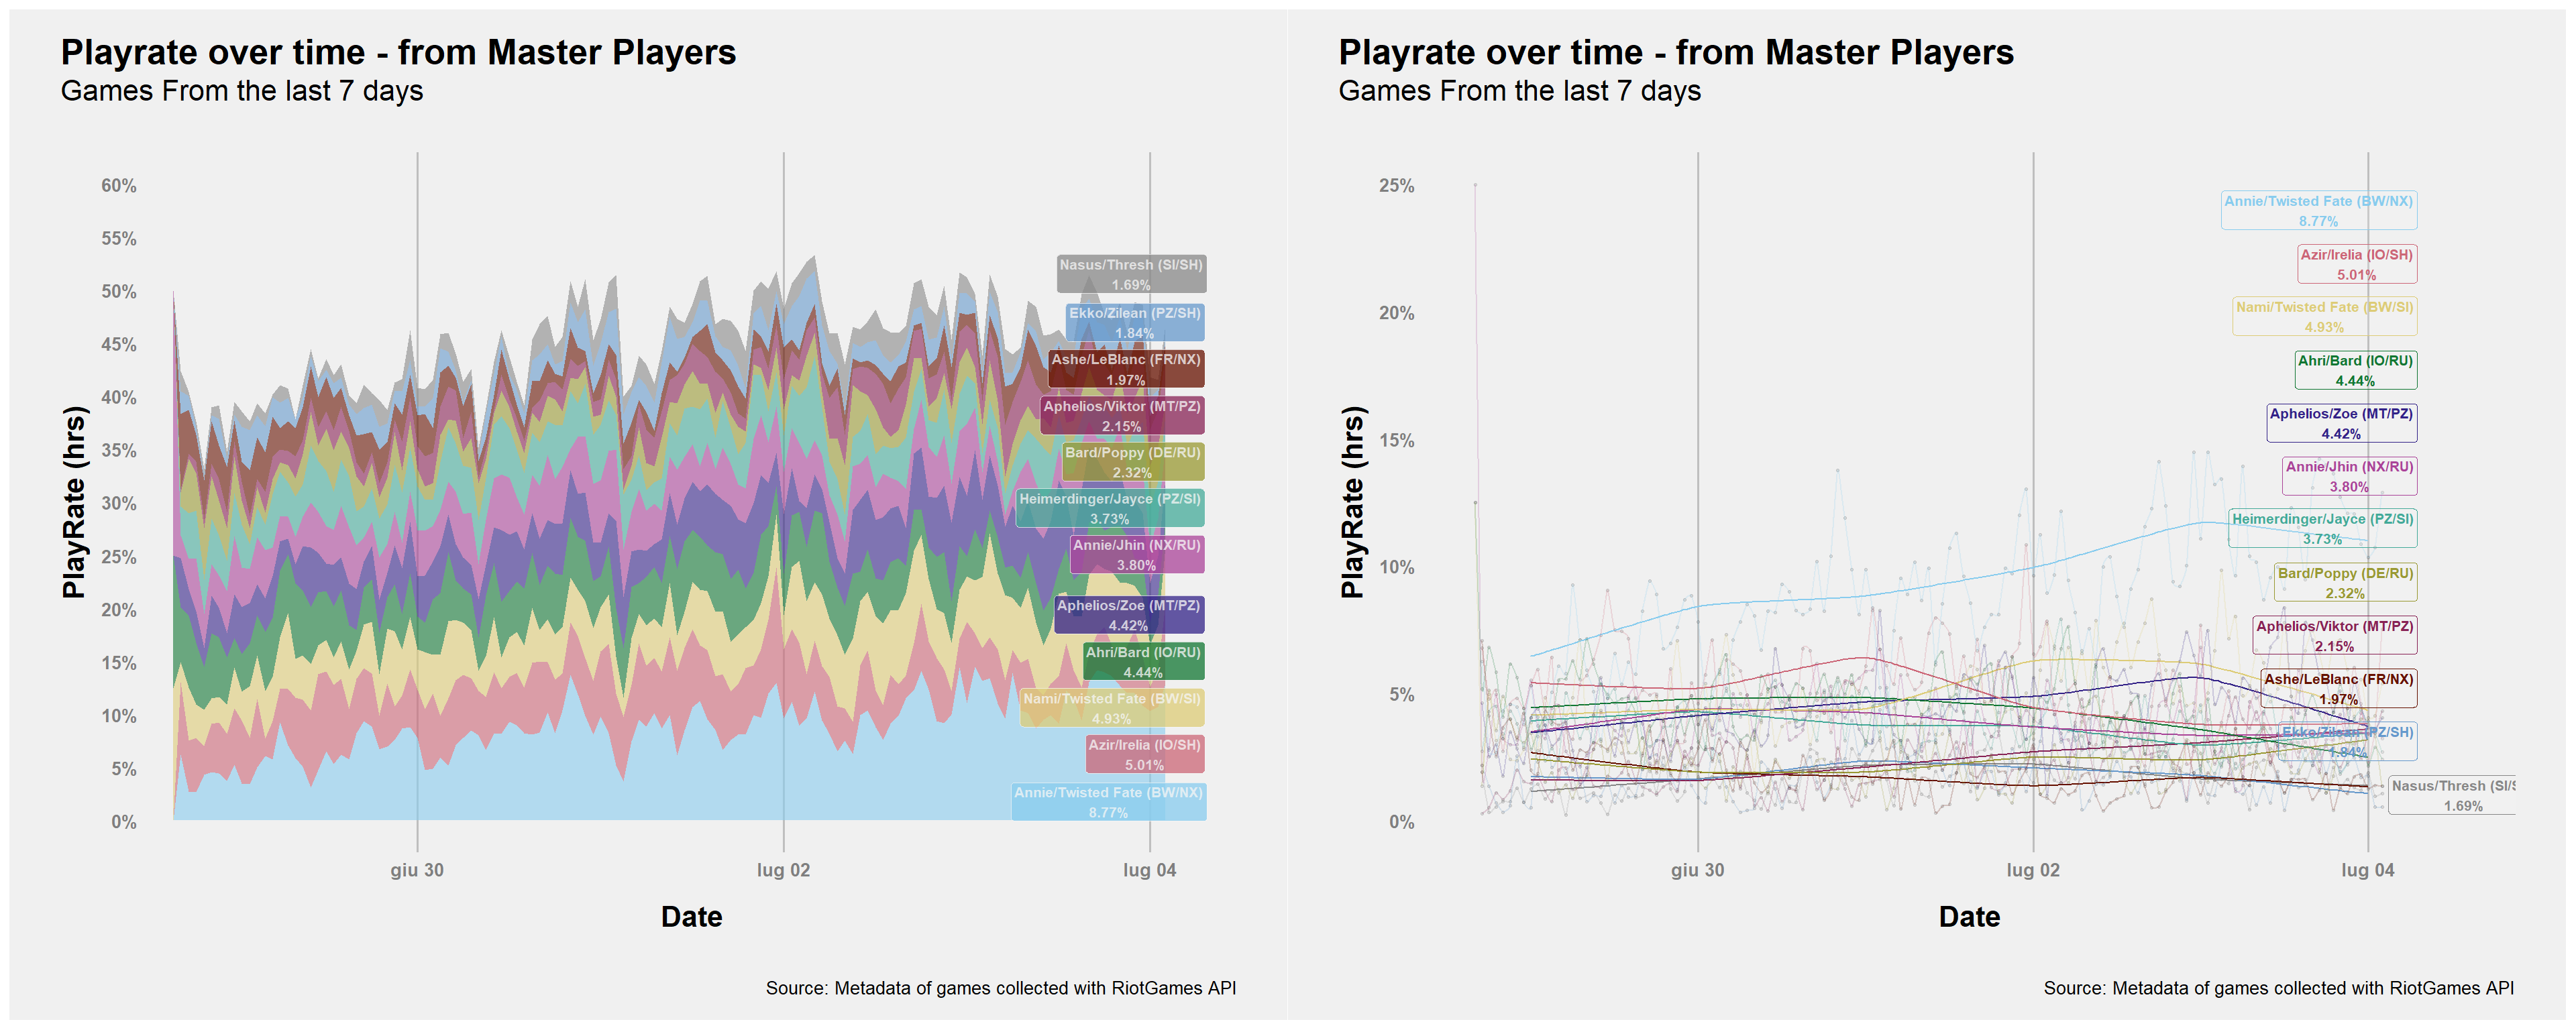 Playrate over time - from Master Players
Games From the last 7 days
PlayRate (hrs)
60%
55%
50%
45%
40%
35%
30%
25%
20%
15%
10%
5%
0%
Nasus/Thresh (SI/SH)
1.69%
Ekko/Zilean (PZ/SH)
1.84%
Ashe/LeBlanc (FR/NX)
1.97%
Aphelios/Viktor (MT/PZ)
2.15%
Bard/Poppy (DE/RU)
2.32%
Heimerdinger/Jayce (PZ/SI)
3.73%
Annie/Jhin (NX/RU)
3.80%
Aphelios/Zoe (MT/PZ)
4.42%
Ahri/Bard (IO/RU)
4.44%
Nami/Twisted Fate (BW/SI)
4.93%
Azir/Irelia (IO/SH)
5.01%
Annie/Twisted Fate (BW/NX)
8.77%
giu 30
lug 02
lug 04
Date
Source: Metadata of games collected with RiotGames API
Playrate over time - from Master Players
Games From the last 7 days
PlayRate (hrs)
25%
20%
15%
10%
5%
0%
Annie/Twisted Fate (BW/NX)
8.77%
Azir/Irelia (IO/SH)
5.01%
Nami/Twisted Fate (BW/SI)
4.93%
Ahri/Bard (IO/RU)
4.44%
Aphelios/Zoe (MT/PZ)
4.42%
Annie/Jhin (NX/RU)
3.80%
Heimerdinger/Jayce (PZ/SI)
3.73%
Bard/Poppy (DE/RU)
2.32%
Aphelios/Viktor (MT/PZ)
2.15%
Ashe/LeBlanc (FR/NX)
1.97%
Ekko/Zilean (PZ/SH)
1.84%
Nasus/Thresh (SI/S
1.69%
giu 30
lug 02
lug 04
Date
Source: Metadata of games collected with RiotGames API